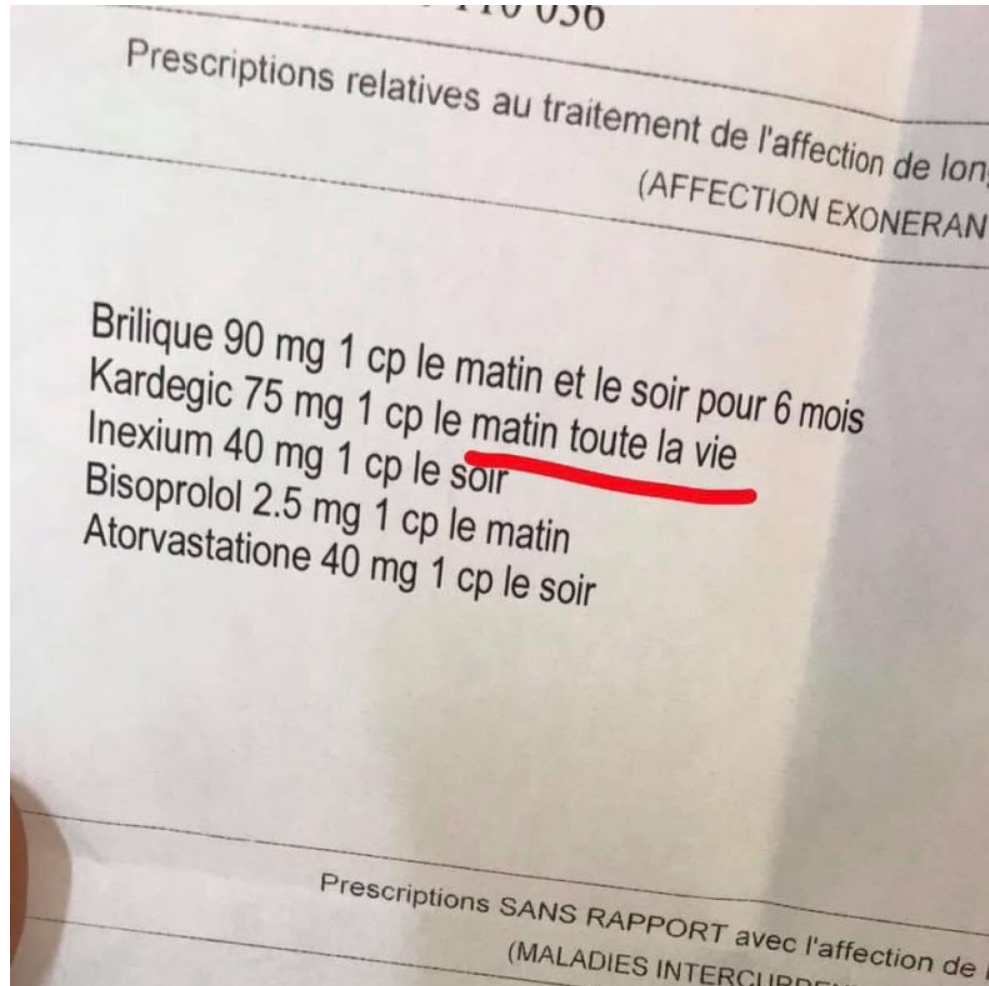 Prescriptions relatives au traitement de l'affection de
(AFFECTION EXONERAN
Brilique 90 mg 1 cp le matin et le soir pour 6 mois
Kardegic 75 mg 1 cp le matin toute la vie
Inexium 40 mg 1 cp le soir
Bisoprolol 2.5 mg 1 cp le matin
Atorvastatione 40 mg 1 cp le soir
Prescriptions SANS RAPPORT avec l'affection de
(MALADIES